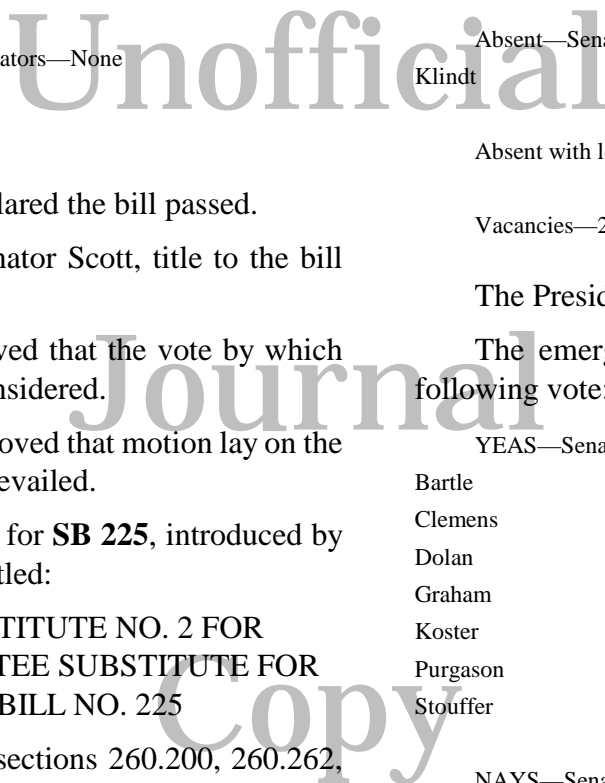 ators—None
lared the bill passed.
nator Scott, title to the bill
ved that the vote by which
nsidered.
oved that motion lay on the
evailed.
for SB 225, introduced by
tled:
TITUTE NO. 2 FOR
TEE SUBSTITUTE FOR
BILL NO. 225
sections 260.200, 260.262,
Absent—Sena
Klindt
Absent with l
Vacancies—2
The Presid
The emerg
following vote:
YEAS—Sena
Bartle
Clemens
Dolan
Graham
Koster
Purgason
Stouffer
NAYS—Sena
Unofficial
Journal
Copy